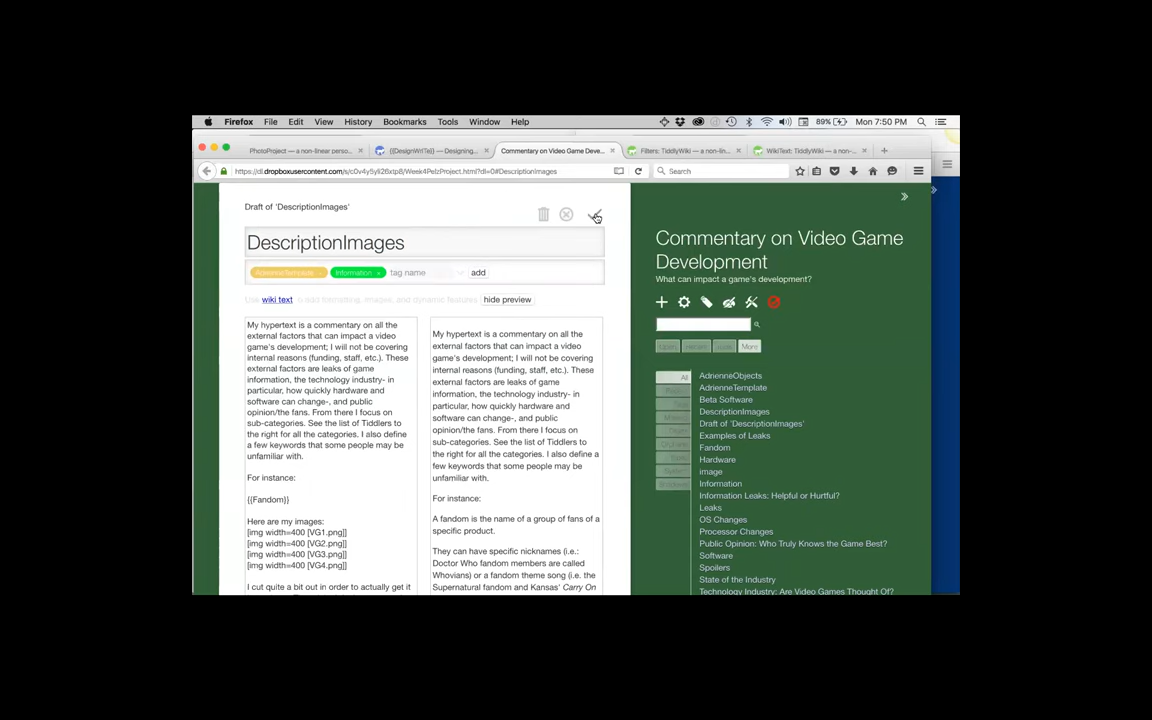 Firefox File Edit View History Bookmarks Tools Window Help 89% Mon 7:50 PM
PhotoProject — a non-linear perso... × {{DesignWriTe}} — Designing... × Commentary on Video Game Deve... × Filters: TiddlyWiki — a non-lin... × WikiText: TiddlyWiki — a non-... ×
Search
Draft of 'DescriptionImages'
DescriptionImages
AdrienneTemplate × Information × tag name add
Use wiki text to add formatting, images, and dynamic features hide preview
My hypertext is a commentary on all the
external factors that can impact a video
game's development; I will not be covering
internal reasons (funding, staff, etc.). These
external factors are leaks of game
information, the technology industry- in
particular, how quickly hardware and
software can change-, and public
opinion/the fans. From there I focus on
sub-categories. See the list of Tiddlers to
the right for all the categories. I also define
a few keywords that some people may be
unfamiliar with.
For instance:
{{Fandom}}
Here are my images:
[img width=400 [VG1.png]]
[img width=400 [VG2.png]]
[img width=400 [VG3.png]]
[img width=400 [VG4.png]]
I cut quite a bit out in order to actually get it
My hypertext is a commentary on all the
external factors that can impact a video
game's development; I will not be covering
internal reasons (funding, staff, etc.). These
external factors are leaks of game
information, the technology industry- in
particular, how quickly hardware and
software can change-, and public
opinion/the fans. From there I focus on
sub-categories. See the list of Tiddlers to
the right for all the categories. I also define
a few keywords that some people may be
unfamiliar with.
For instance:
A fandom is the name of a group of fans of a
specific product.
They can have specific nicknames (i.e.:
Doctor Who fandom members are called
Whovians) or a fandom theme song (i.e. the
Supernatural fandom and Kansas' Carry On
Commentary on Video Game
Development
What can impact a game's development?
Open Recent Tools More
All
AdrienneObjects
AdrienneTemplate
Beta Software
DescriptionImages
Draft of 'DescriptionImages'
Examples of Leaks
Fandom
Hardware
image
Information
Information Leaks: Helpful or Hurtful?
Leaks
OS Changes
Processor Changes
Public Opinion: Who Truly Knows the Game Best?
Software
Spoilers
State of the Industry
Technology Industry: Are Video Games Thought Of?